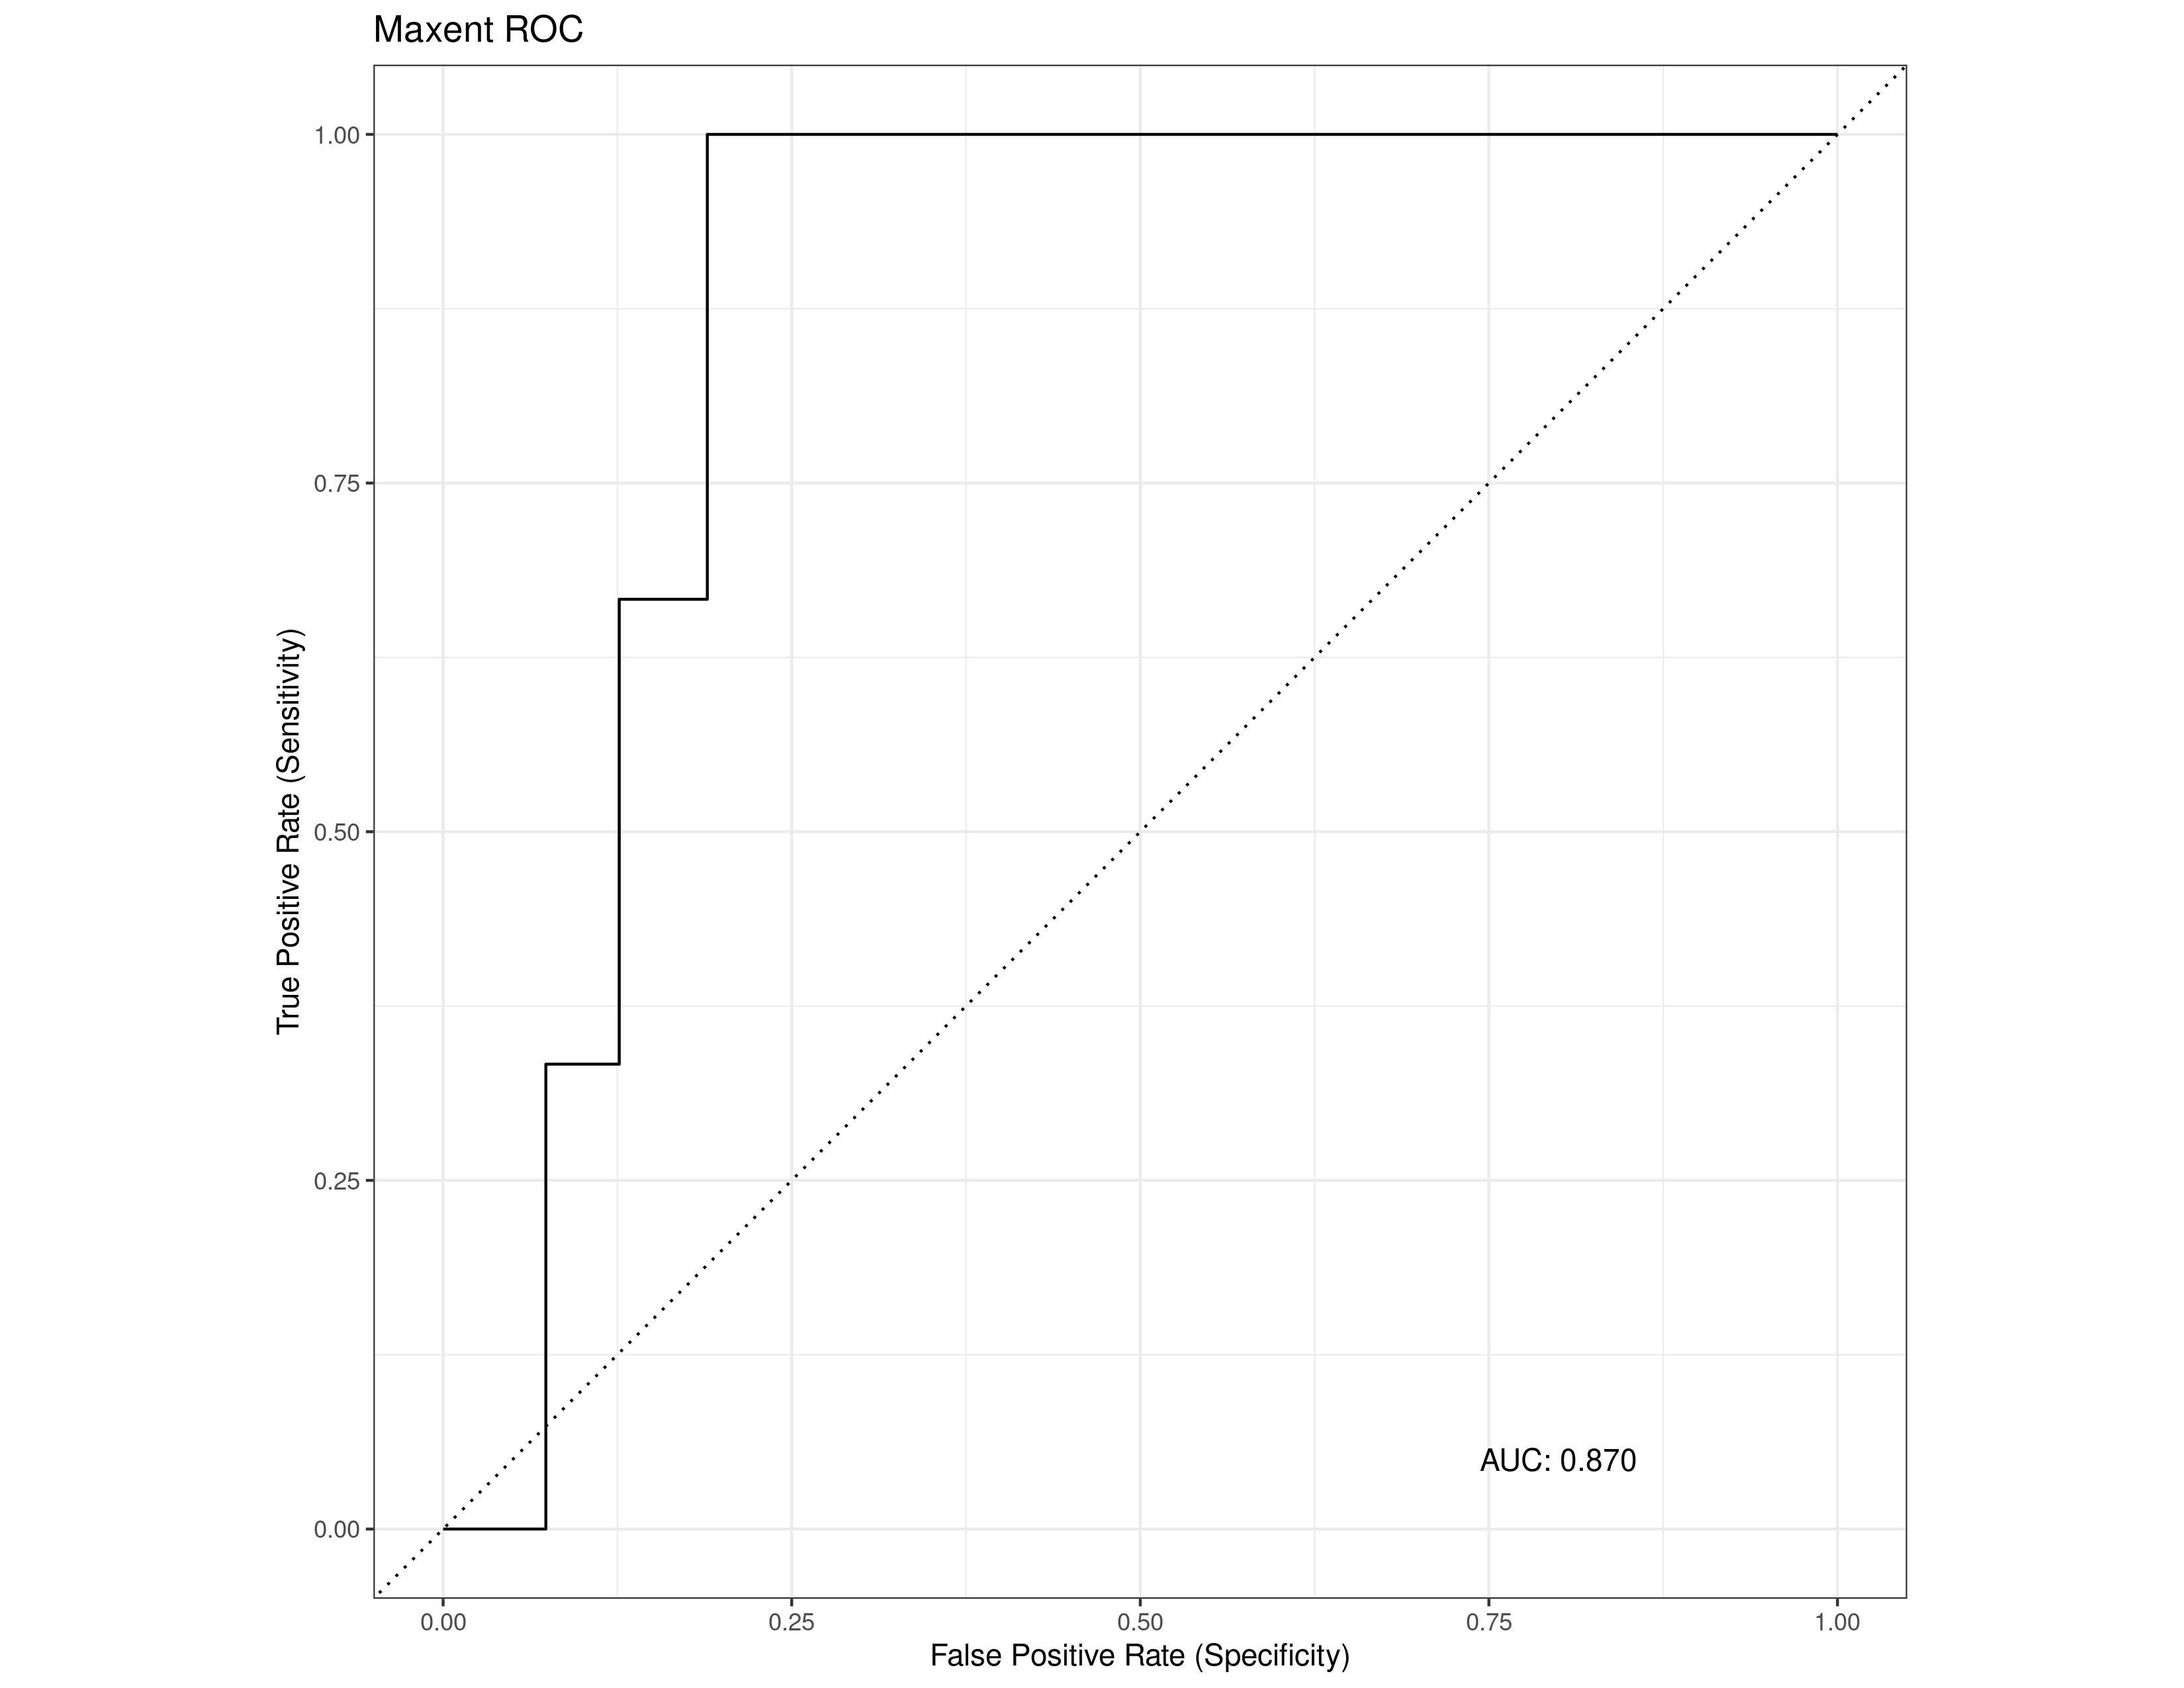 Maxent ROC
1.00
0.75
0.50
0.25
0.00
True Positive Rate (Sensitivity)
AUC: 0.870
0.00
0.25
0.50
0.75
1.00
False Positive Rate (Specificity)